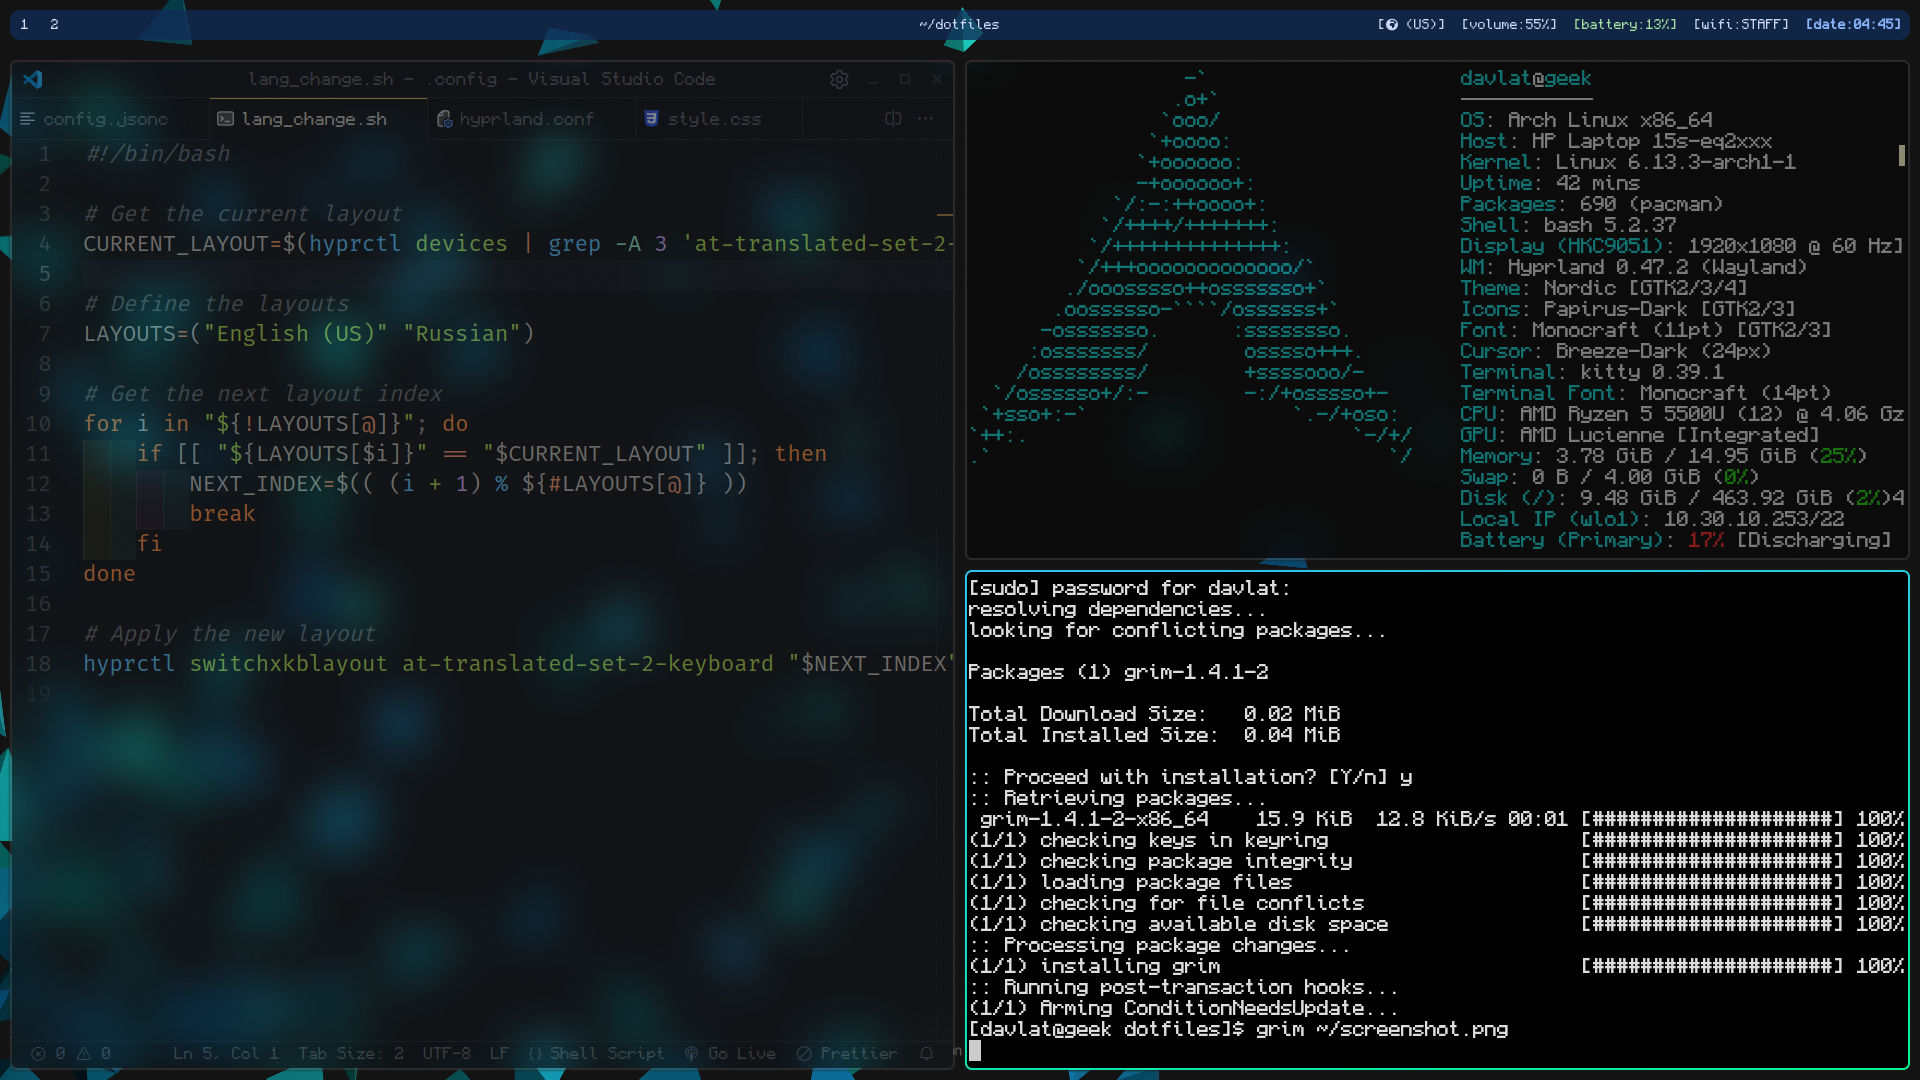 1 2 ~/dotfiles [ (US)] [volume:55%] [battery:13%] [wifi:STAFF] [date:04:45]
lang_change.sh - .config - Visual Studio Code
config.jsonc lang_change.sh hyprland.conf style.css
1 #!/bin/bash
2
3 # Get the current layout
4 CURRENT_LAYOUT=$(hyprctl devices | grep -A 3 'at-translated-set-2-
5
6 # Define the layouts
7 LAYOUTS=("English (US)" "Russian")
8
9 # Get the next layout index
10 for i in "${!LAYOUTS[@]}"; do
11 if [[ "${LAYOUTS[$i]}" == "$CURRENT_LAYOUT" ]]; then
12 NEXT_INDEX=$(( (i + 1) % ${#LAYOUTS[@]} ))
13 break
14 fi
15 done
16
17 # Apply the new layout
18 hyprctl switchxkblayout at-translated-set-2-keyboard "$NEXT_INDEX"
19
0 0 Ln 5, Col 1 Tab Size: 2 UTF-8 LF {} Shell Script Go Live Prettier
davlat@geek
OS: Arch Linux x86_64
Host: HP Laptop 15s-eq2xxx
Kernel: Linux 6.13.3-arch1-1
Uptime: 42 mins
Packages: 690 (pacman)
Shell: bash 5.2.37
Display (HKC9051): 1920x1080 @ 60 Hz]
WM: Hyprland 0.47.2 (Wayland)
Theme: Nordic [GTK2/3/4]
Icons: Papirus-Dark [GTK2/3]
Font: Monocraft (11pt) [GTK2/3]
Cursor: Breeze-Dark (24px)
Terminal: kitty 0.39.1
Terminal Font: Monocraft (14pt)
CPU: AMD Ryzen 5 5500U (12) @ 4.06 Gz
GPU: AMD Lucienne [Integrated]
Memory: 3.78 GiB / 14.95 GiB (25%)
Swap: 0 B / 4.00 GiB (0%)
Disk (/): 9.48 GiB / 463.92 GiB (2%)4
Local IP (wlo1): 10.30.10.253/22
Battery (Primary): 17% [Discharging]
[sudo] password for davlat:
resolving dependencies...
looking for conflicting packages...
Packages (1) grim-1.4.1-2
Total Download Size: 0.02 MiB
Total Installed Size: 0.04 MiB
:: Proceed with installation? [Y/n] y
:: Retrieving packages...
grim-1.4.1-2-x86_64 15.9 KiB 12.8 KiB/s 00:01 [####################] 100%
(1/1) checking keys in keyring [####################] 100%
(1/1) checking package integrity [####################] 100%
(1/1) loading package files [####################] 100%
(1/1) checking for file conflicts [####################] 100%
(1/1) checking available disk space [####################] 100%
:: Processing package changes...
(1/1) installing grim [####################] 100%
:: Running post-transaction hooks...
(1/1) Arming ConditionNeedsUpdate...
[davlat@geek dotfiles]$ grim ~/screenshot.png